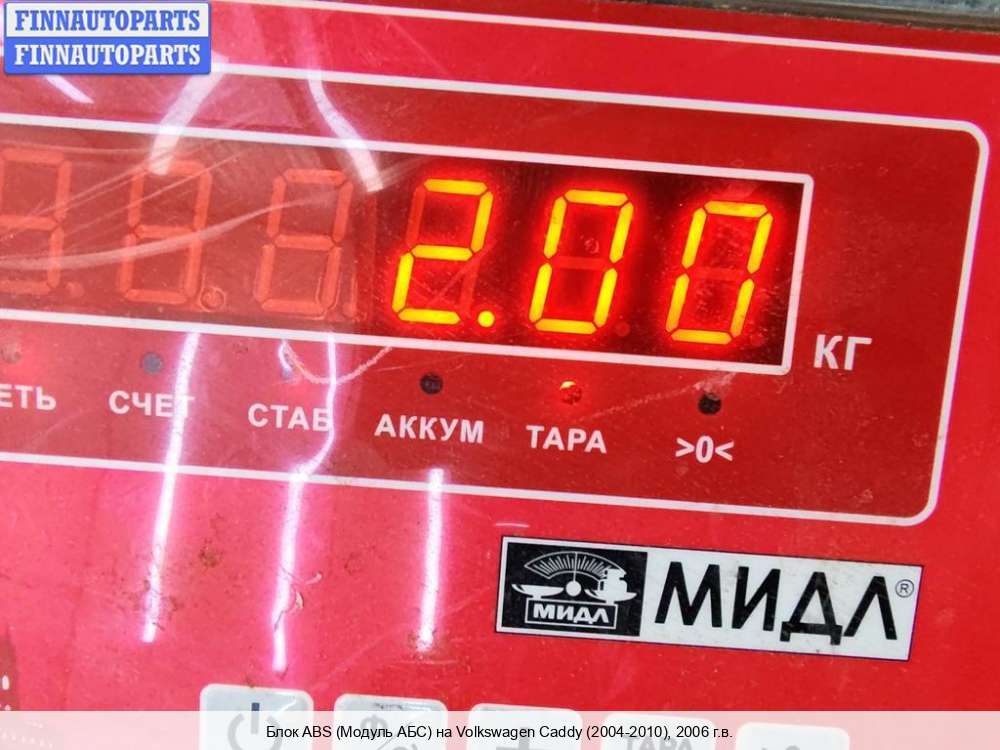 FINNAUTOPARTS
FINNAUTOPARTS
2.00
КГ
СЧЕТ
СТАБ
АККУМ
ТАРА
>0<
МИДЛ
МИДЛ®
ТАРА
Блок ABS (Модуль АБС) на Volkswagen Caddy (2004-2010), 2006 г.в.